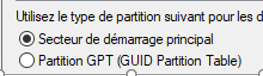 Utilisez le type de partition suivant pour les d
Secteur de démarrage principal
Partition GPT (GUID Partition Table)